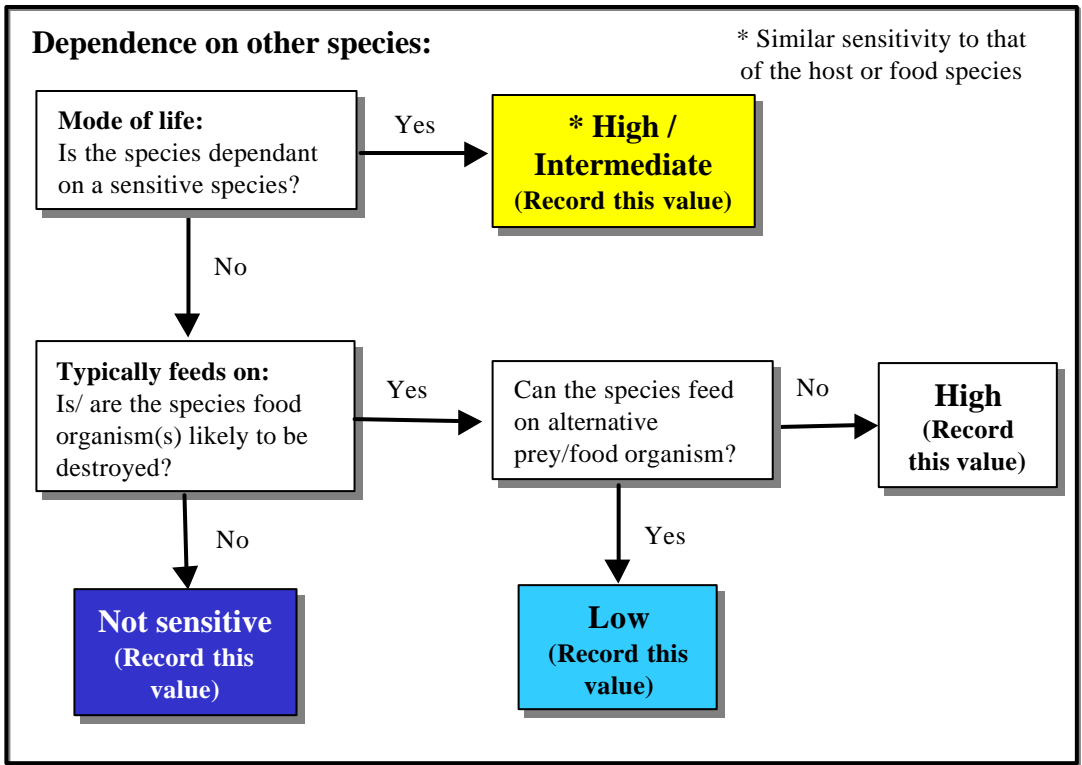 Dependence on other species:
* Similar sensitivity to that
of the host or food species
Mode of life:
Is the species dependant
on a sensitive species?
Yes
* High /
Intermediate
(Record this value)
No
Typically feeds on:
Is/ are the species food
organism(s) likely to be
destroyed?
Yes
Can the species feed
on alternative
prey/food organism?
No
High
(Record
this value)
No
Yes
Not sensitive
(Record this
value)
Low
(Record this
value)